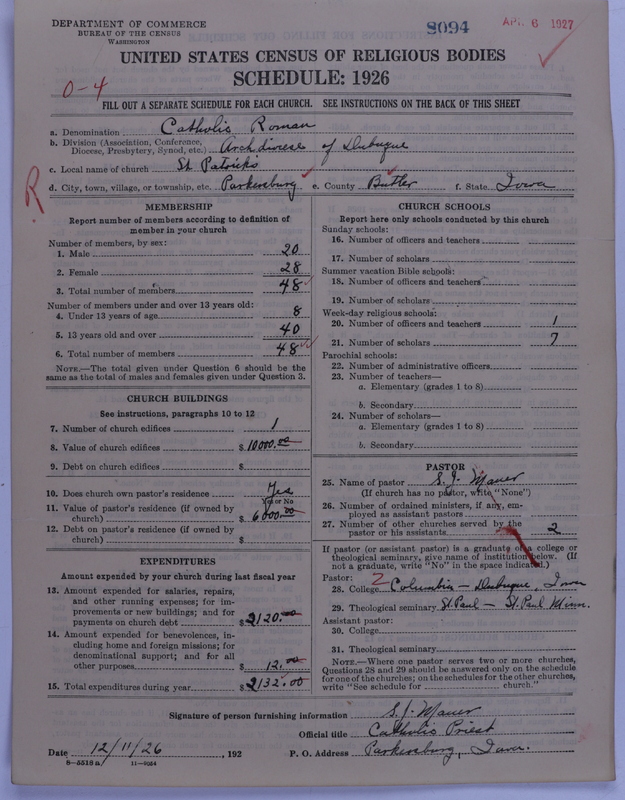 DEPARTMENT OF COMMERCE
BUREAU OF THE CENSUS
WASHINGTON
8094
APR 6 1927
UNITED STATES CENSUS OF RELIGIOUS BODIES
SCHEDULE: 1926
0-4
FILL OUT A SEPARATE SCHEDULE FOR EACH CHURCH. SEE INSTRUCTIONS ON THE BACK OF THIS SHEET
a. Denomination Catholic Roman
b. Division (Association, Conference,
Diocese, Presbytery, Synod, etc.) Archdiocese of Dubuque
c. Local name of church St Patrick's
R
d. City, town, village, or township, etc. Parkersburg e. County Butler f. State Iowa
MEMBERSHIP
Report number of members according to definition of
member in your church
Number of members, by sex:
1. Male 20
2. Female 28
3. Total number of members 48
Number of members under and over 13 years old:
4. Under 13 years of age 8
5. 13 years old and over 40
6. Total number of members 48
NOTE.—The total given under Question 6 should be
same as the total of males and females given under Question 3.
CHURCH BUILDINGS
See instructions, paragraphs 10 to 12
7. Number of church edifices 1
8. Value of church edifices $ 10000.00
9. Debt on church edifices $
10. Does church own pastor's residence Yes
Yes or No
11. Value of pastor's residence (if owned by
church) $ 6000.00
12. Debt on pastor's residence (if owned by
church) $
EXPENDITURES
Amount expended by your church during last fiscal year
13. Amount expended for salaries, repairs,
and other running expenses; for im-
provements or new buildings; and for
payments on church debt $ 2120.00
14. Amount expended for benevolences, in-
cluding home and foreign missions; for
denominational support; and for all
other purposes 12.00
15. Total expenditures during year $ 2132.00
CHURCH SCHOOLS
Report here only schools conducted by this church
Sunday schools:
16. Number of officers and teachers
17. Number of scholars
Summer vacation Bible schools:
18. Number of officers and teachers
19. Number of scholars
Week-day religious schools:
20. Number of officers and teachers 1
21. Number of scholars 7
Parochial schools:
22. Number of administrative officers
23. Number of teachers—
a. Elementary (grades 1 to 8)
b. Secondary
24. Number of scholars—
a. Elementary (grades 1 to 8)
b. Secondary
PASTOR
25. Name of pastor S. J. Mauer
(If church has no pastor, write "None")
26. Number of ordained ministers, if any, em-
ployed as assistant pastors
27. Number of other churches served by the
pastor or his assistants 2
If pastor (or assistant pastor) is a graduate of a college or
theological seminary, give name of institution below. (If
not a graduate, write "No" in the space indicated.)
Pastor: 2
28. College Columbia - Dubuque, Iowa
29. Theological seminary St. Paul - St. Paul Minn.
Assistant pastor:
30. College
31. Theological seminary
NOTE.—Where one pastor serves two or more churches,
Questions 28 and 29 should be answered only on the schedule
for one of the churches; on the schedules for the other churches,
write "See schedule for church."
Signature of person furnishing information S. J. Mauer
Official title Catholic Priest
Date 12/11/26, 192 P. O. Address Parkersburg, Iowa.
8—5518 a 11—9954